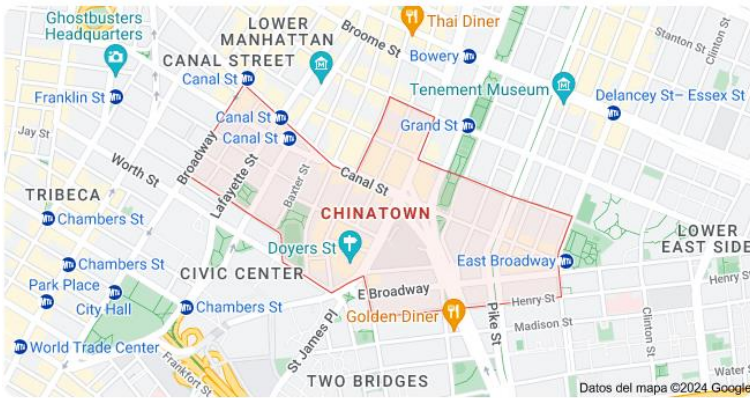 Ghostbusters
Headquarters
LOWER
MANHATTAN
CANAL STREET
Canal St
Thai Diner
Broome St
Bowery
Stanton St
Clinton St
Franklin St
Tenement Museum
Delancey St– Essex St
Canal St
Canal St
Grand St
Jay St
Worth St
Broadway
Lafayette St
Baxter St
Canal St
TRIBECA
CHINATOWN
Chambers St
Doyers St
LOWER
EAST SIDE
Chambers St
CIVIC CENTER
East Broadway
Henry St
Park Place
City Hall
Chambers St
E Broadway
Henry St
Golden Diner
Pike St
Madison St
Clinton St
St James Pl
World Trade Center
Frankfort St
TWO BRIDGES
Water S
Datos del mapa ©2024 Google